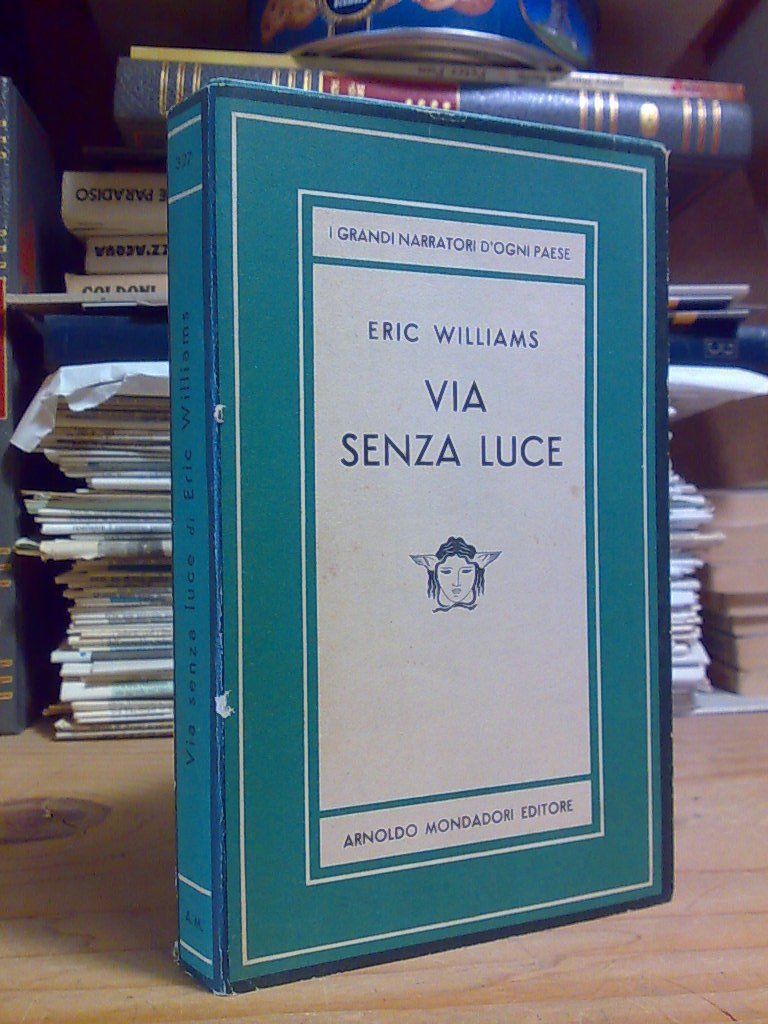 I GRANDI NARRATORI D'OGNI PAESE
ERIC WILLIAMS
VIA
SENZA LUCE
ARNOLDO MONDADORI EDITORE
Via senza luce di Eric Williams
A. M.
E PARADISO
Z'ACQUA
GOLDONI